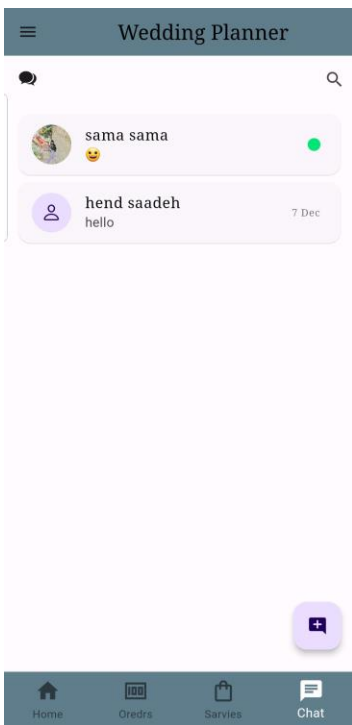 Wedding Planner
sama sama
😀
hend saadeh
hello
7 Dec
Home
Oredrs
Sarvies
Chat